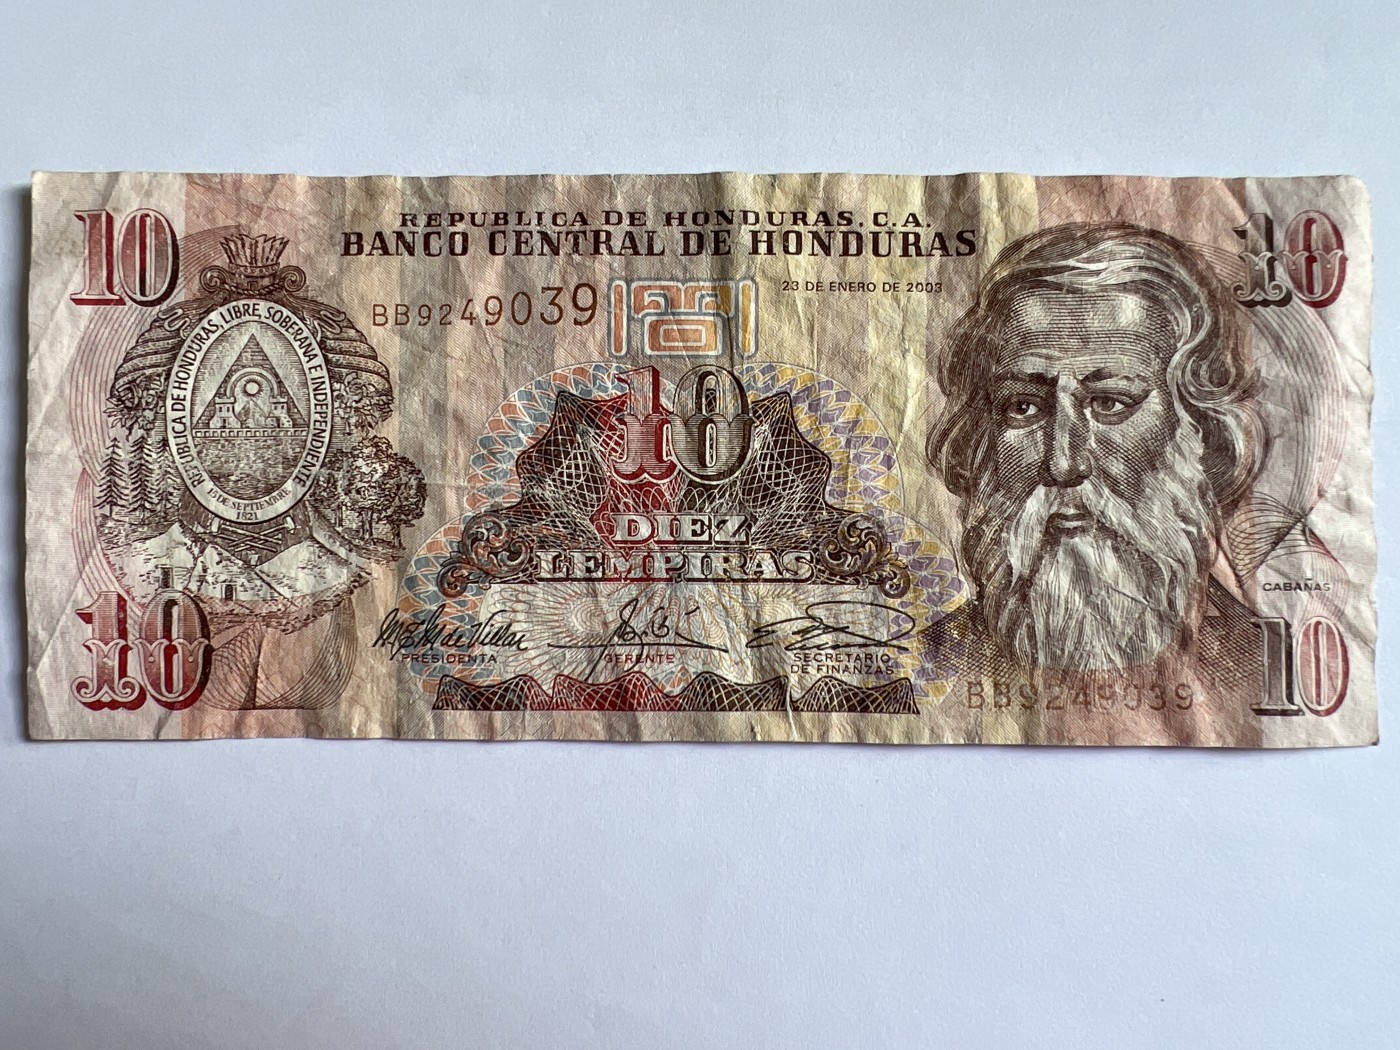 10
REPUBLICA DE HONDURAS, C.A.
BANCO CENTRAL DE HONDURAS
10
BB9249039
23 DE ENERO DE 2003
REPUBLICA DE HONDURAS, LIBRE, SOBERANA E INDEPENDIENTE
15 DE SEPTIEMBRE
1821
10
DIEZ
LEMPIRAS
CABAÑAS
10
PRESIDENTA
GERENTE
SECRETARIO
DE FINANZAS
BB9249039
10